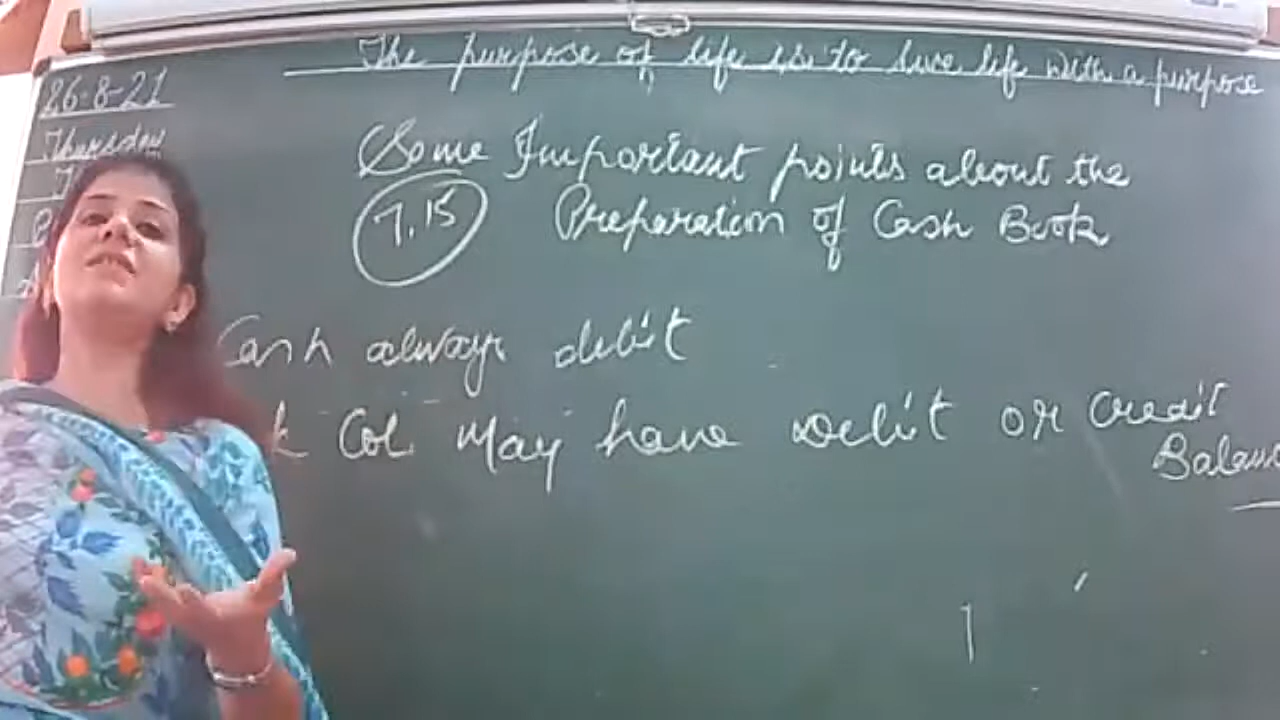 The purpose of life is to live life with a purpose
26-8-21
Thursday
Some Important points about the
7.15 Preparation of Cash Book
Cash always debit
Col. May have Debit or Credit